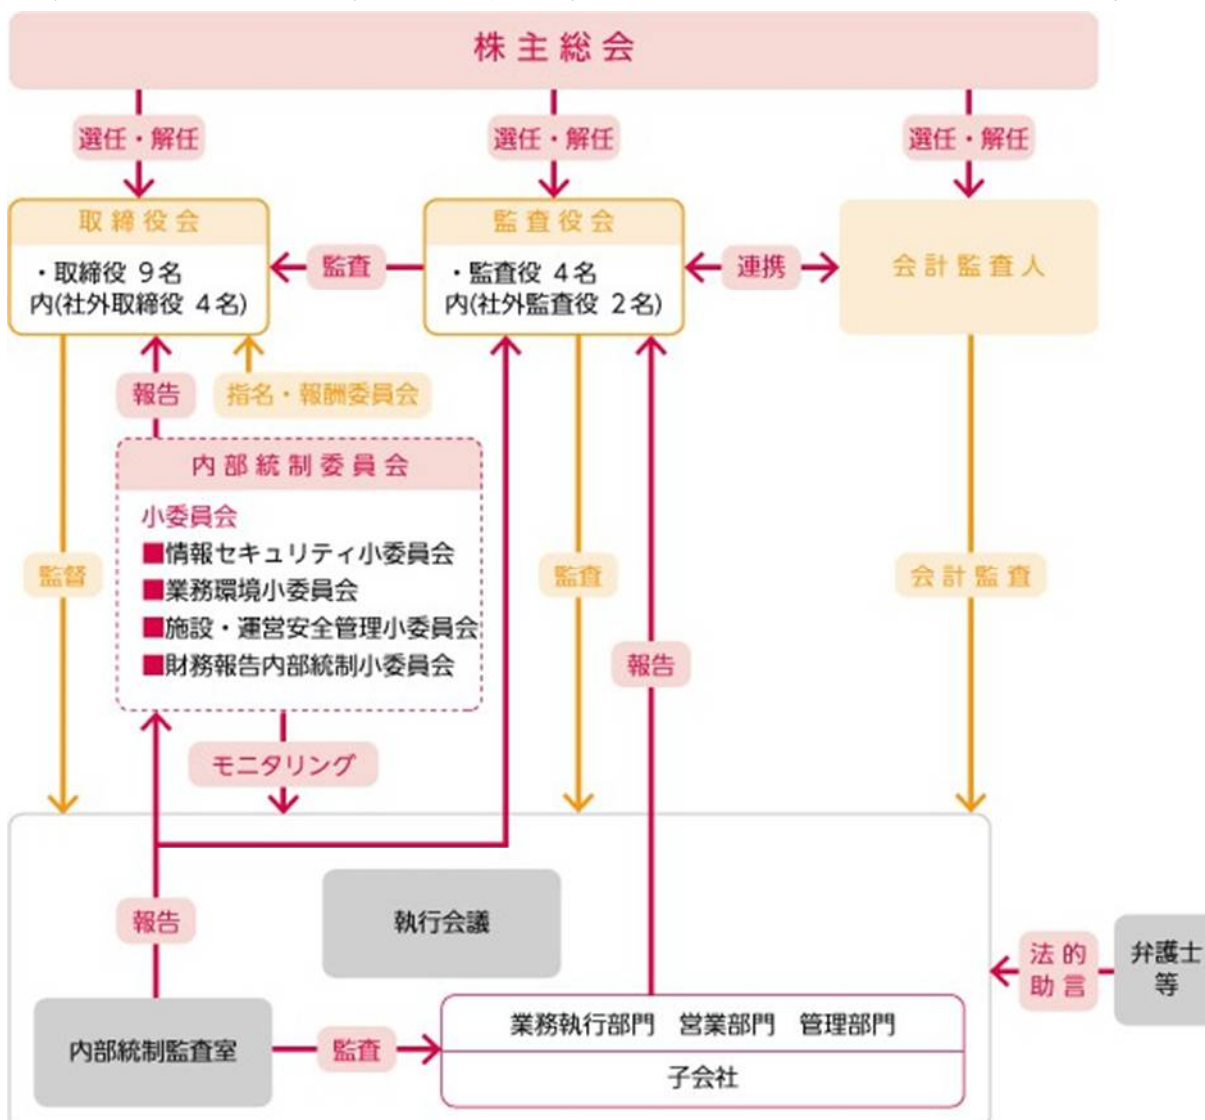 株主総会
選任・解任
選任・解任
選任・解任
取締役会
・取締役 9名
内(社外取締役 4名)
監査
監査役会
・監査役 4名
内(社外監査役 2名)
連携
会計監査人
報告
指名・報酬委員会
内部統制委員会
小委員会
■情報セキュリティ小委員会
■業務環境小委員会
■施設・運営安全管理小委員会
■財務報告内部統制小委員会
監督
監査
会計監査
報告
モニタリング
執行会議
報告
法的
助言
弁護士
等
内部統制監査室
監査
業務執行部門 営業部門 管理部門
子会社